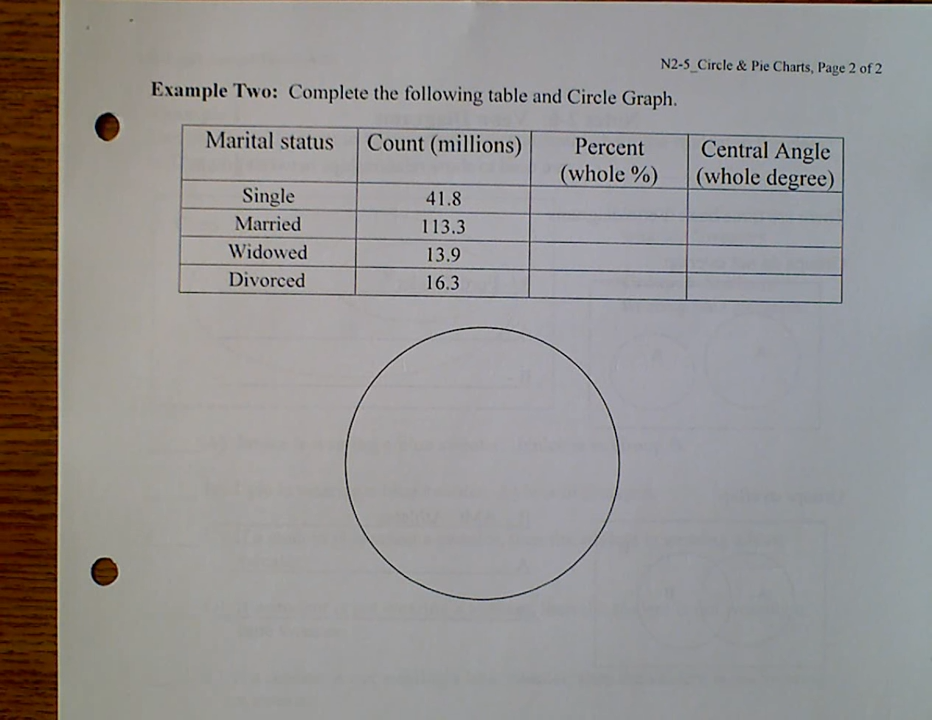 N2-5_Circle & Pie Charts, Page 2 of 2
Example Two: Complete the following table and Circle Graph.
Marital status Count (millions) Percent (whole %) Central Angle (whole degree)
Single 41.8
Married 113.3
Widowed 13.9
Divorced 16.3